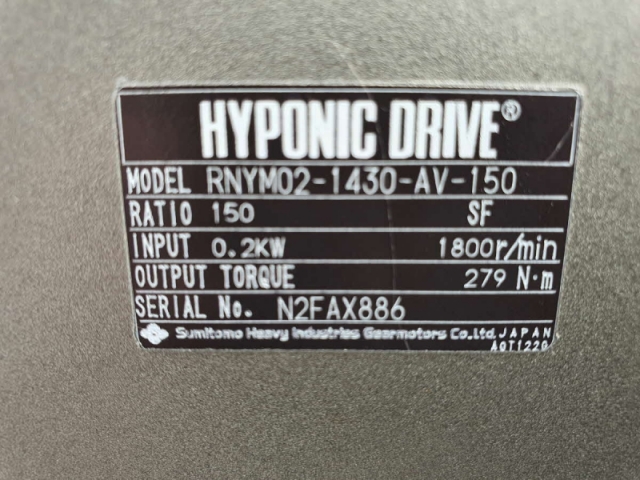 HYPONIC DRIVE®
MODEL RNYM02-1430-AV-150
RATIO 150 SF
INPUT 0.2KW 1800r/min
OUTPUT TORQUE 279 N·m
SERIAL No. N2FAX886
Sumitomo Heavy Industries Gearmotors Co.,Ltd. JAPAN
AQT122G